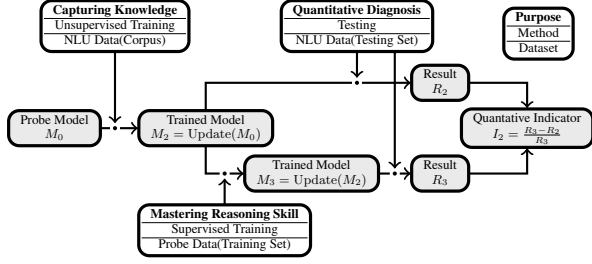 Capturing Knowledge
Unsupervised Training
NLU Data(Corpus)
Quantitative Diagnosis
Testing
NLU Data(Testing Set)
Purpose
Method
Dataset
Probe Model
M₀
Trained Model
M₂ = Update(M₀)
Result
R₂
Quantative Indicator
I₂ = (R₃−R₂)/R₃
Trained Model
M₃ = Update(M₂)
Result
R₃
Mastering Reasoning Skill
Supervised Training
Probe Data(Training Set)